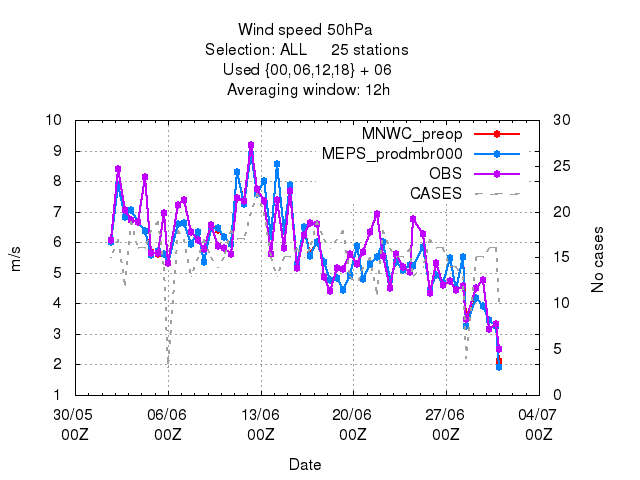 Wind speed 50hPa
Selection: ALL     25 stations
Used {00,06,12,18} + 06
Averaging window: 12h
MNWC_preop
MEPS_prodmbr000
OBS
CASES
10
9
8
7
6
5
4
3
2
1
m/s
30
25
20
15
10
5
0
No cases
30/05 06/06 13/06 20/06 27/06 04/07
00Z 00Z 00Z 00Z 00Z 00Z
Date